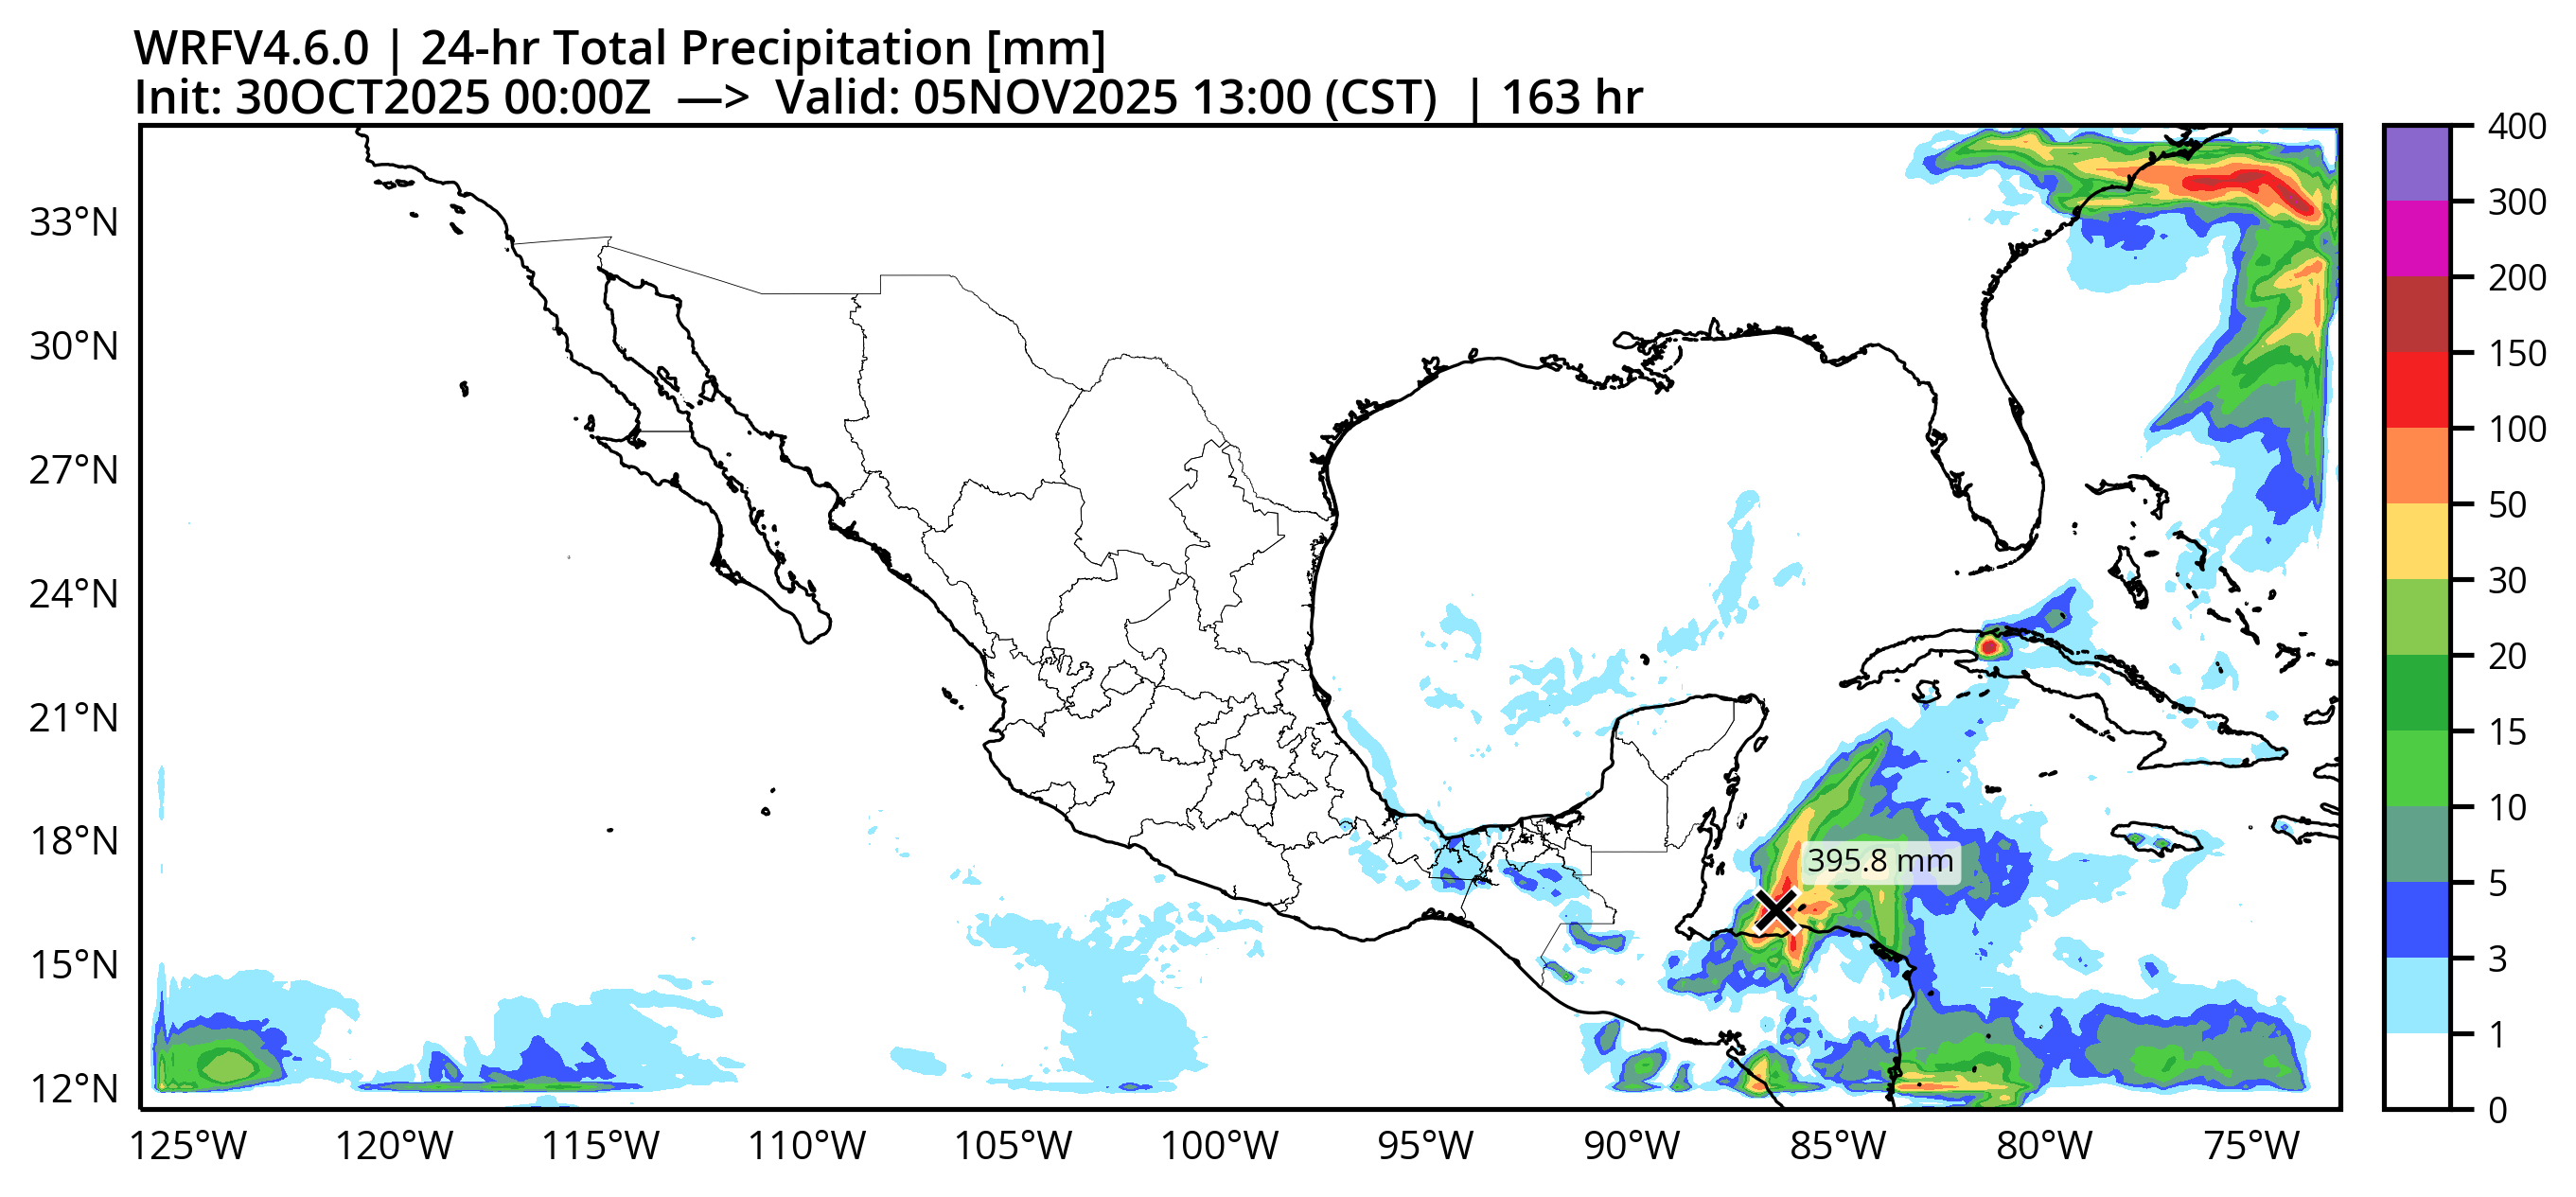 WRFV4.6.0 | 24-hr Total Precipitation [mm]
Init: 30OCT2025 00:00Z —> Valid: 05NOV2025 13:00 (CST) | 163 hr
33°N
30°N
27°N
24°N
21°N
18°N
15°N
12°N
395.8 mm
125°W 120°W 115°W 110°W 105°W 100°W 95°W 90°W 85°W 80°W 75°W
400
300
200
150
100
50
30
20
15
10
5
3
1
0